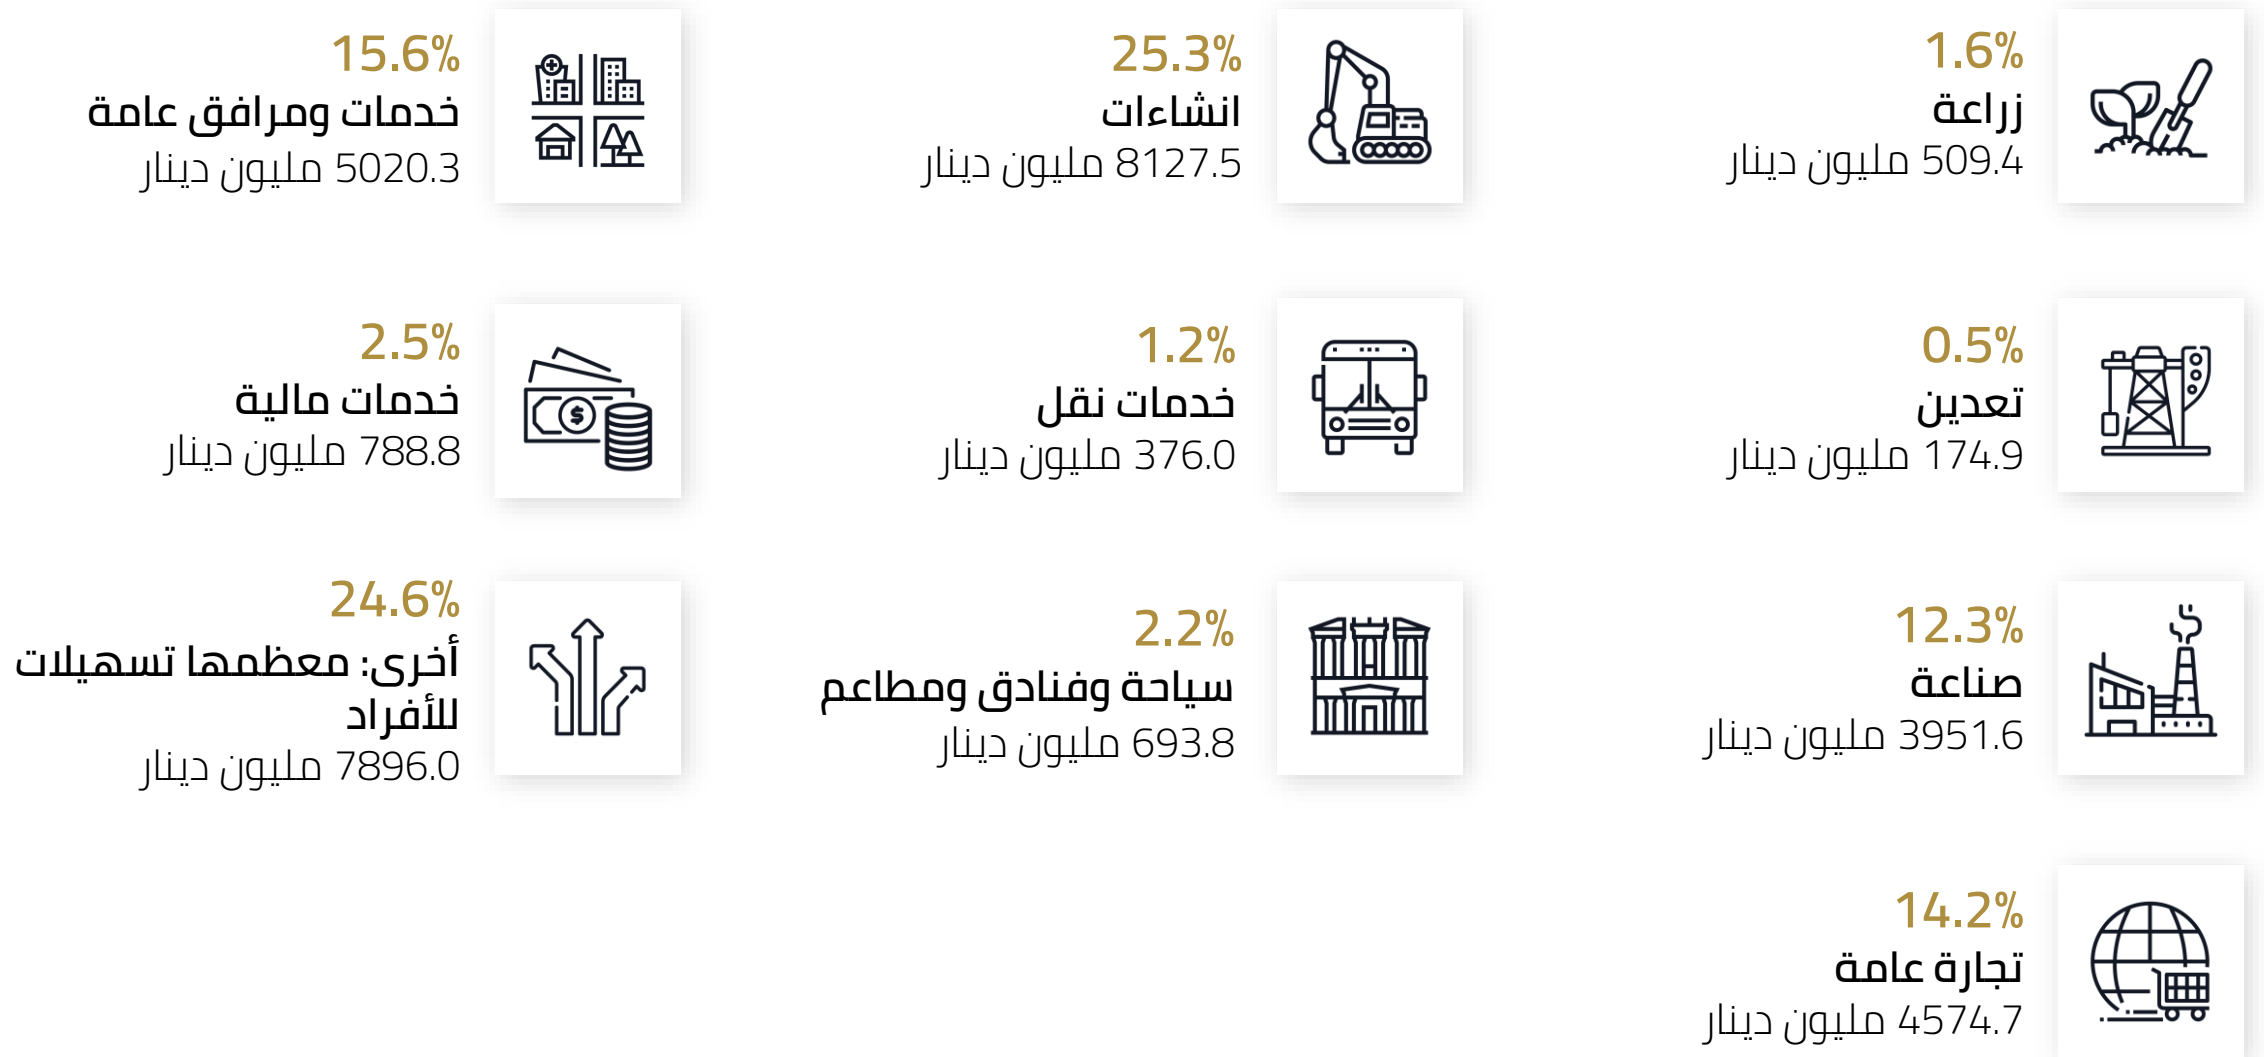 1.6%
زراعة
509.4 مليون دينار
0.5%
تعدين
174.9 مليون دينار
12.3%
صناعة
3951.6 مليون دينار
14.2%
تجارة عامة
4574.7 مليون دينار
25.3%
انشاءات
8127.5 مليون دينار
1.2%
خدمات نقل
376.0 مليون دينار
2.2%
سياحة وفنادق ومطاعم
693.8 مليون دينار
15.6%
خدمات ومرافق عامة
5020.3 مليون دينار
2.5%
خدمات مالية
788.8 مليون دينار
24.6%
أخرى: معظمها تسهيلات
للأفراد
7896.0 مليون دينار